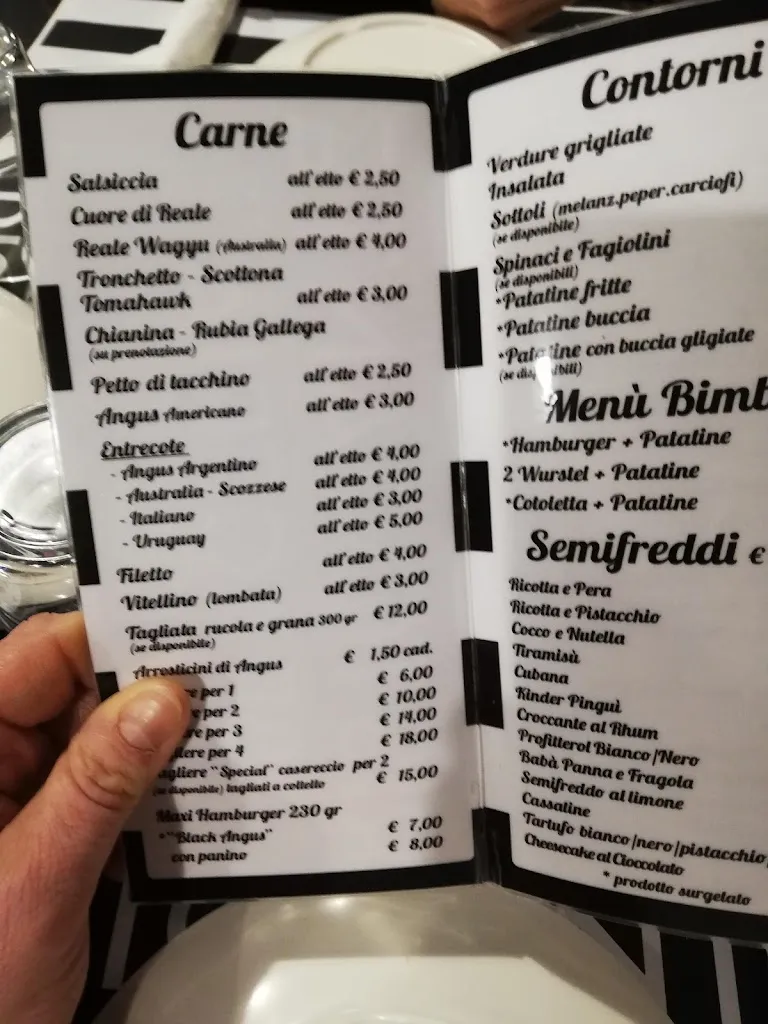 Carne
Salsiccia all'etto € 2,50
Cuore di Reale all'etto € 2,50
Reale Wagyu (Australia) all'etto € 4,00
Tronchetto - Scottona
Tomahawk all'etto € 3,00
Chianina - Rubia Gallega
(su prenotazione)
Petto di tacchino all'etto € 2,50
Angus Americano all'etto € 3,00
Entrecote
- Angus Argentino all'etto € 4,00
- Australia - Scozzese all'etto € 4,00
- Italiano all'etto € 3,00
- Uruguay all'etto € 5,00
Filetto all'etto € 4,00
Vitellino (lombata) all'etto € 3,00
Tagliata rucola e grana 300 gr € 12,00
(se disponibile)
Arrosticini di Angus € 1,50 cad.
per 1 € 6,00
per 2 € 10,00
per 3 € 14,00
per 4 € 18,00
"Special" casereccio per 2
(se disponibile) tagliati a coltello € 15,00
Maxi Hamburger 230 gr
*"Black Angus" € 7,00
con panino € 8,00
Contorni
Verdure grigliate
Insalata
Sottoli (melanz.peper.carciofi)
(se disponibile)
Spinaci e Fagiolini
(se disponibili)
*Patatine fritte
*Patatine buccia
*Patatine con buccia gligiate
(se disponibili)
Menù Bimb
*Hamburger + Patatine
2 Wurstel + Patatine
*Cotoletta + Patatine
Semifreddi €
Ricotta e Pera
Ricotta e Pistacchio
Cocco e Nutella
Tiramisù
Cubana
Kinder Pinguì
Croccante al Rhum
Profitterol Bianco/Nero
Babà Panna e Fragola
Semifreddo al limone
Cassatine
Tartufo bianco/nero/pistacchio/
Cheesecake al Cioccolato
* prodotto surgelato